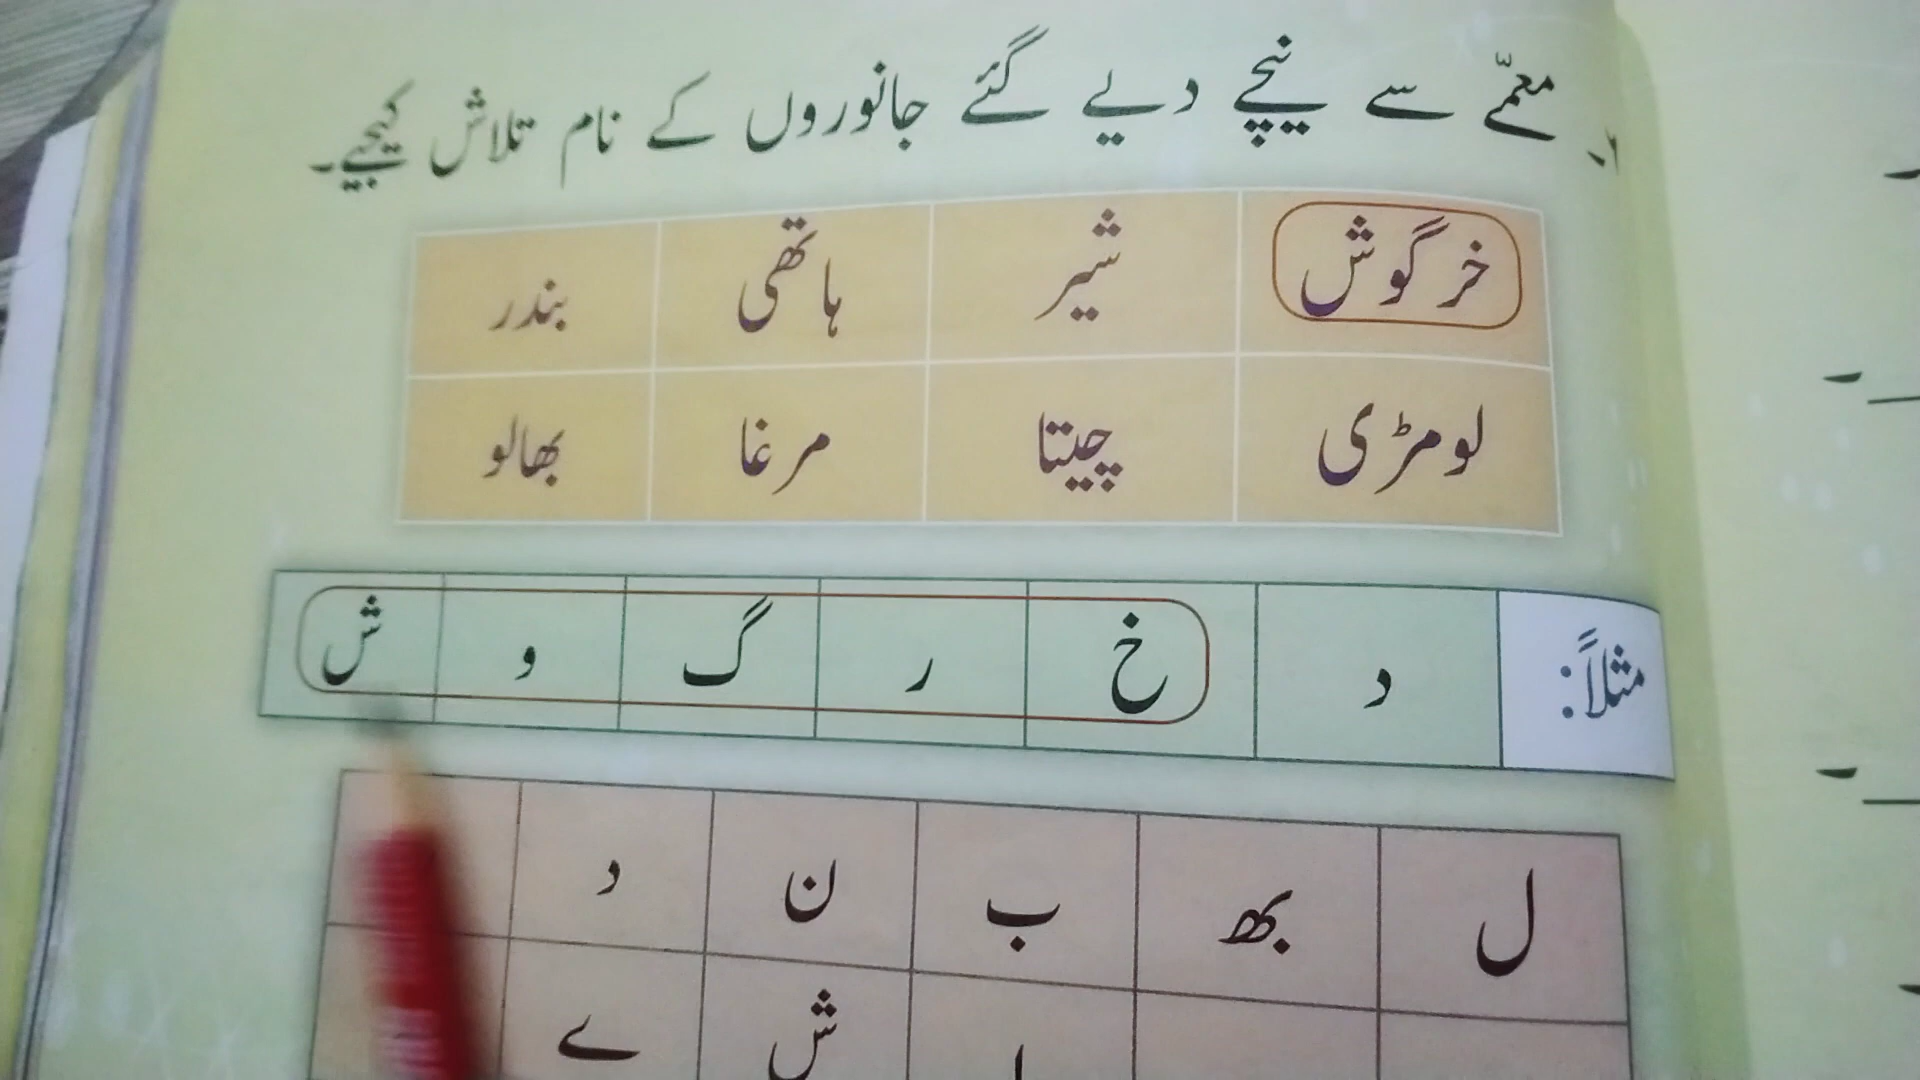 معمّے سے نیچے دیے گئے جانوروں کے نام تلاش کیجیے۔
خرگوش شیر ہاتھی بندر
لومڑی چیتا مرغا بھالو
مثلاً: د خ ر گ و ش
ل بھ ب ن د
ا ش ے